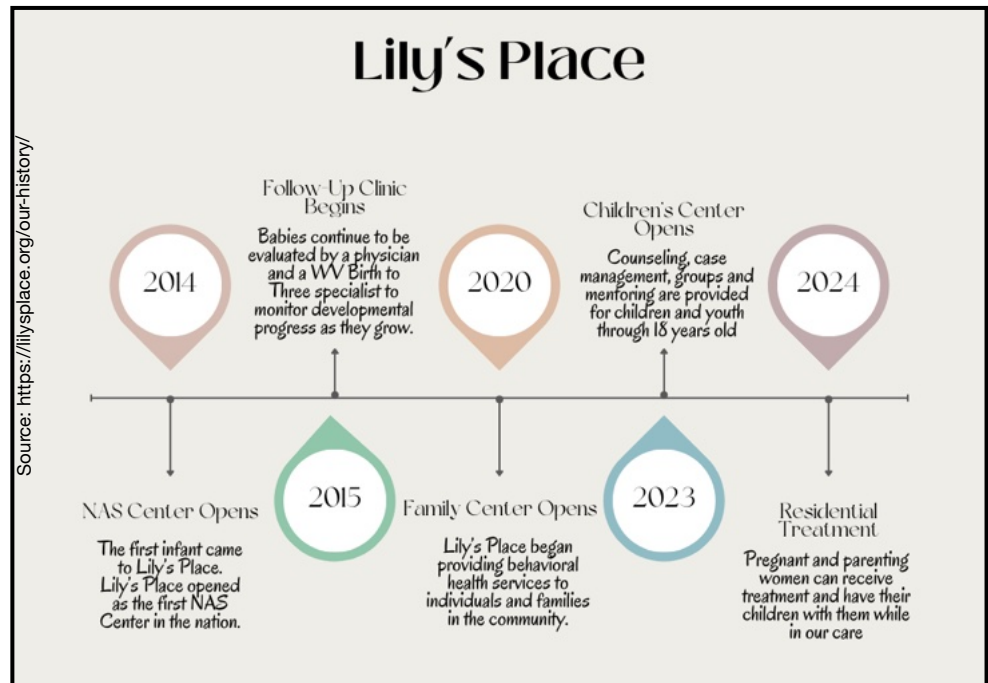 Lily's Place
Source: https://lilysplace.org/our-history/
2014
NAS Center Opens
The first infant came
to Lily's Place.
Lily's Place opened
as the first NAS
Center in the nation.
Follow-Up Clinic
Begins
Babies continue to be
evaluated by a physician
and a WV Birth to
Three specialist to
monitor developmental
progress as they grow.
2015
2020
Family Center Opens
Lily's Place began
providing behavioral
health services to
individuals and families
in the community.
Children's Center
Opens
Counseling, case
management, groups and
mentoring are provided
for children and youth
through 18 years old
2023
2024
Residential
Treatment
Pregnant and parenting
women can receive
treatment and have their
children with them while
in our care